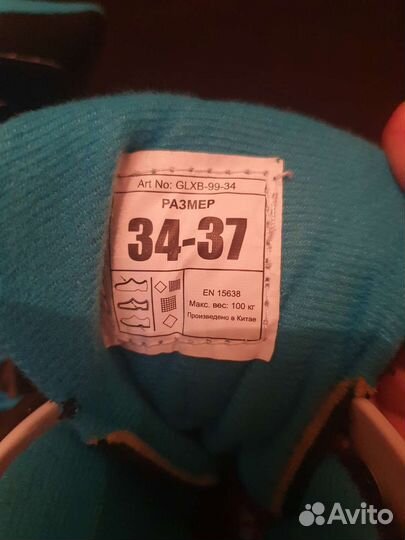 Art No: GLXB-99-34
РАЗМЕР
34-37
EN 15638
Макс. вес: 100 кг
Произведено в Китае
Avito